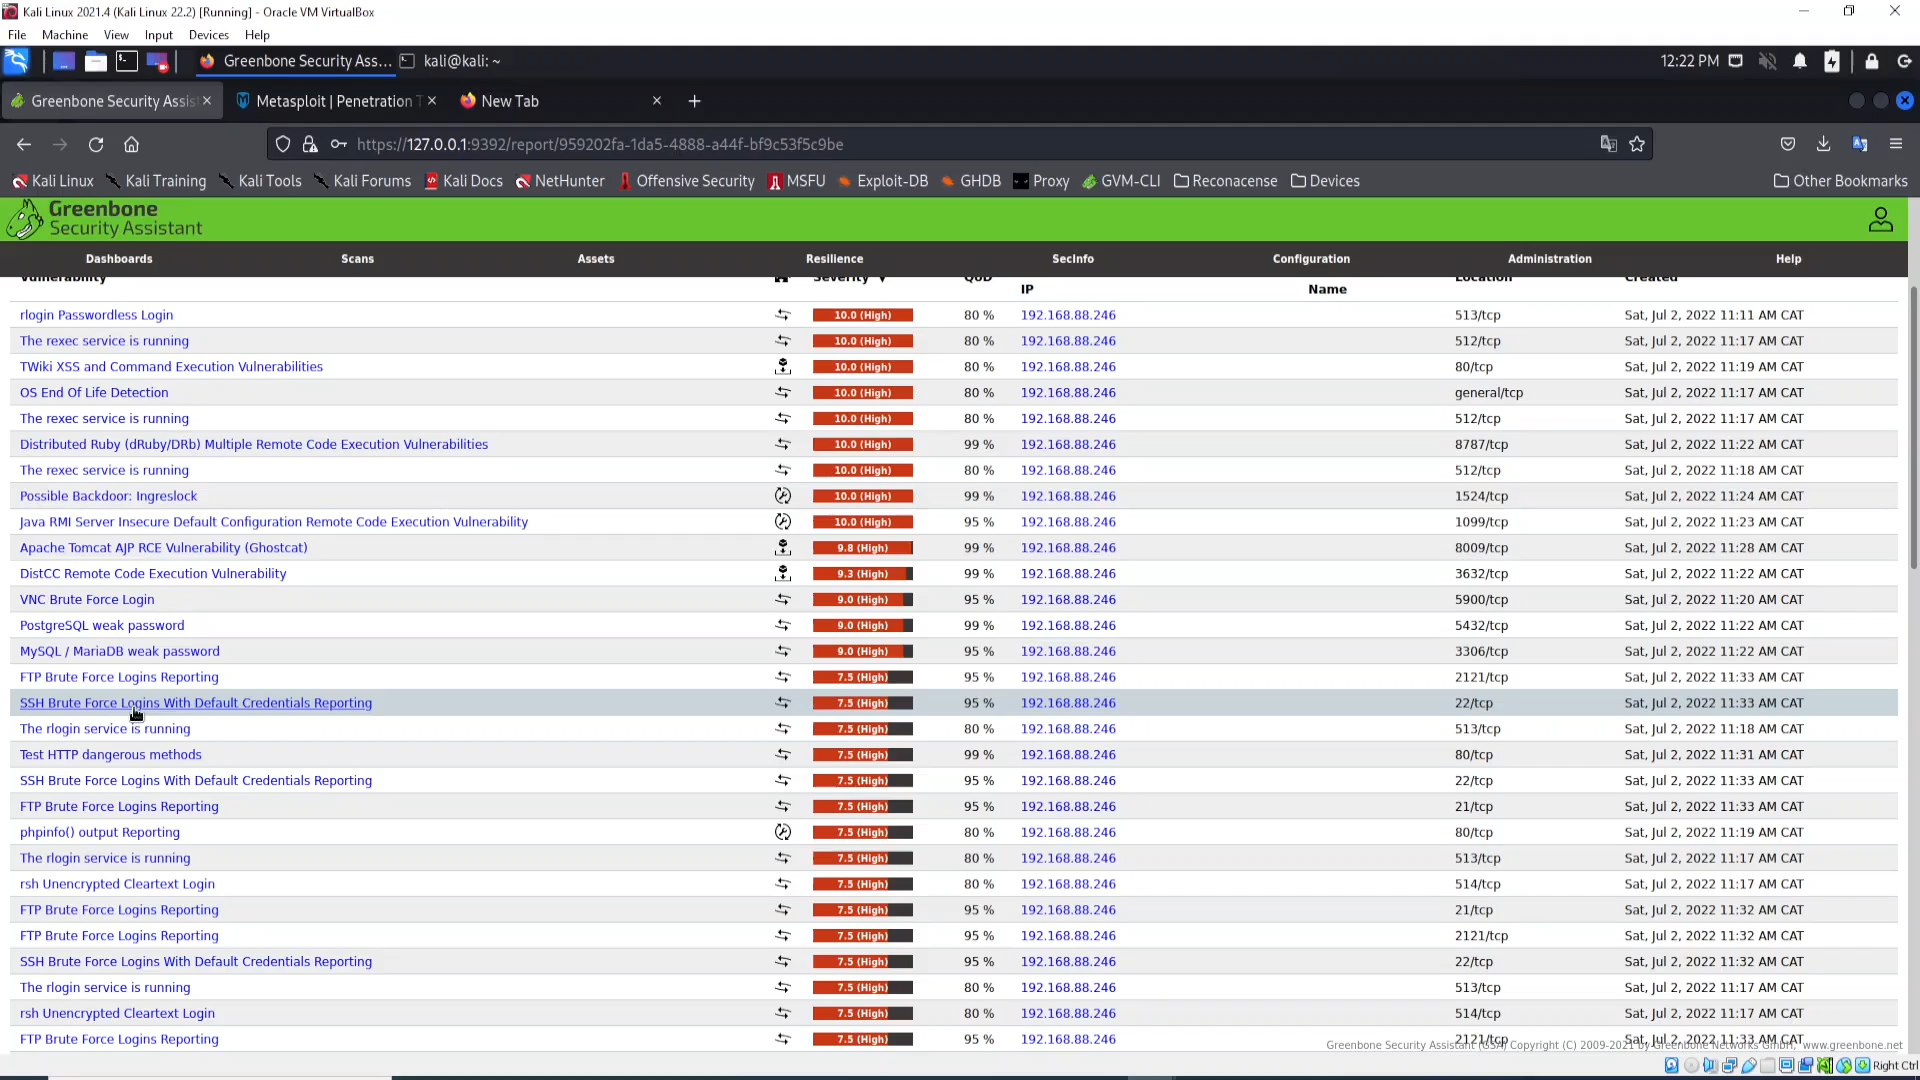 Kali Linux 2021.4 (Kali Linux 22.2) [Running] - Oracle VM VirtualBox
File Machine View Input Devices Help
Greenbone Security Ass... kali@kali: ~ 12:22 PM
Greenbone Security Assis Metasploit | Penetration T New Tab
https://127.0.0.1:9392/report/959202fa-1da5-4888-a44f-bf9c53f5c9be
Kali Linux Kali Training Kali Tools Kali Forums Kali Docs NetHunter Offensive Security MSFU Exploit-DB GHDB Proxy GVM-CLI Reconacense Devices Other Bookmarks
Greenbone
Security Assistant
Dashboards Scans Assets Resilience SecInfo Configuration Administration Help
Vulnerability Severity QoD Location Created
IP Name
rlogin Passwordless Login 10.0 (High) 80 % 192.168.88.246 513/tcp Sat, Jul 2, 2022 11:11 AM CAT
The rexec service is running 10.0 (High) 80 % 192.168.88.246 512/tcp Sat, Jul 2, 2022 11:17 AM CAT
TWiki XSS and Command Execution Vulnerabilities 10.0 (High) 80 % 192.168.88.246 80/tcp Sat, Jul 2, 2022 11:19 AM CAT
OS End Of Life Detection 10.0 (High) 80 % 192.168.88.246 general/tcp Sat, Jul 2, 2022 11:17 AM CAT
The rexec service is running 10.0 (High) 80 % 192.168.88.246 512/tcp Sat, Jul 2, 2022 11:17 AM CAT
Distributed Ruby (dRuby/DRb) Multiple Remote Code Execution Vulnerabilities 10.0 (High) 99 % 192.168.88.246 8787/tcp Sat, Jul 2, 2022 11:22 AM CAT
The rexec service is running 10.0 (High) 80 % 192.168.88.246 512/tcp Sat, Jul 2, 2022 11:18 AM CAT
Possible Backdoor: Ingreslock 10.0 (High) 99 % 192.168.88.246 1524/tcp Sat, Jul 2, 2022 11:24 AM CAT
Java RMI Server Insecure Default Configuration Remote Code Execution Vulnerability 10.0 (High) 95 % 192.168.88.246 1099/tcp Sat, Jul 2, 2022 11:23 AM CAT
Apache Tomcat AJP RCE Vulnerability (Ghostcat) 9.8 (High) 99 % 192.168.88.246 8009/tcp Sat, Jul 2, 2022 11:28 AM CAT
DistCC Remote Code Execution Vulnerability 9.3 (High) 99 % 192.168.88.246 3632/tcp Sat, Jul 2, 2022 11:22 AM CAT
VNC Brute Force Login 9.0 (High) 95 % 192.168.88.246 5900/tcp Sat, Jul 2, 2022 11:20 AM CAT
PostgreSQL weak password 9.0 (High) 99 % 192.168.88.246 5432/tcp Sat, Jul 2, 2022 11:22 AM CAT
MySQL / MariaDB weak password 9.0 (High) 95 % 192.168.88.246 3306/tcp Sat, Jul 2, 2022 11:22 AM CAT
FTP Brute Force Logins Reporting 7.5 (High) 95 % 192.168.88.246 2121/tcp Sat, Jul 2, 2022 11:33 AM CAT
SSH Brute Force Logins With Default Credentials Reporting 7.5 (High) 95 % 192.168.88.246 22/tcp Sat, Jul 2, 2022 11:33 AM CAT
The rlogin service is running 7.5 (High) 80 % 192.168.88.246 513/tcp Sat, Jul 2, 2022 11:18 AM CAT
Test HTTP dangerous methods 7.5 (High) 99 % 192.168.88.246 80/tcp Sat, Jul 2, 2022 11:31 AM CAT
SSH Brute Force Logins With Default Credentials Reporting 7.5 (High) 95 % 192.168.88.246 22/tcp Sat, Jul 2, 2022 11:33 AM CAT
FTP Brute Force Logins Reporting 7.5 (High) 95 % 192.168.88.246 21/tcp Sat, Jul 2, 2022 11:33 AM CAT
phpinfo() output Reporting 7.5 (High) 80 % 192.168.88.246 80/tcp Sat, Jul 2, 2022 11:19 AM CAT
The rlogin service is running 7.5 (High) 80 % 192.168.88.246 513/tcp Sat, Jul 2, 2022 11:17 AM CAT
rsh Unencrypted Cleartext Login 7.5 (High) 80 % 192.168.88.246 514/tcp Sat, Jul 2, 2022 11:17 AM CAT
FTP Brute Force Logins Reporting 7.5 (High) 95 % 192.168.88.246 21/tcp Sat, Jul 2, 2022 11:32 AM CAT
FTP Brute Force Logins Reporting 7.5 (High) 95 % 192.168.88.246 2121/tcp Sat, Jul 2, 2022 11:32 AM CAT
SSH Brute Force Logins With Default Credentials Reporting 7.5 (High) 95 % 192.168.88.246 22/tcp Sat, Jul 2, 2022 11:32 AM CAT
The rlogin service is running 7.5 (High) 80 % 192.168.88.246 513/tcp Sat, Jul 2, 2022 11:17 AM CAT
rsh Unencrypted Cleartext Login 7.5 (High) 80 % 192.168.88.246 514/tcp Sat, Jul 2, 2022 11:17 AM CAT
FTP Brute Force Logins Reporting 7.5 (High) 95 % 192.168.88.246 2121/tcp Sat, Jul 2, 2022 11:33 AM CAT
Greenbone Security Assistant (GSA) Copyright (C) 2009-2021 by Greenbone Networks GmbH, www.greenbone.net
Right Ctrl